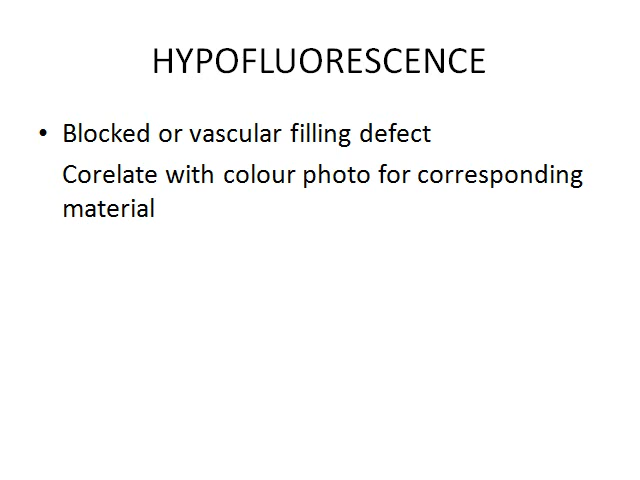 HYPOFLUORESCENCE
• Blocked or vascular filling defect
Corelate with colour photo for corresponding
material